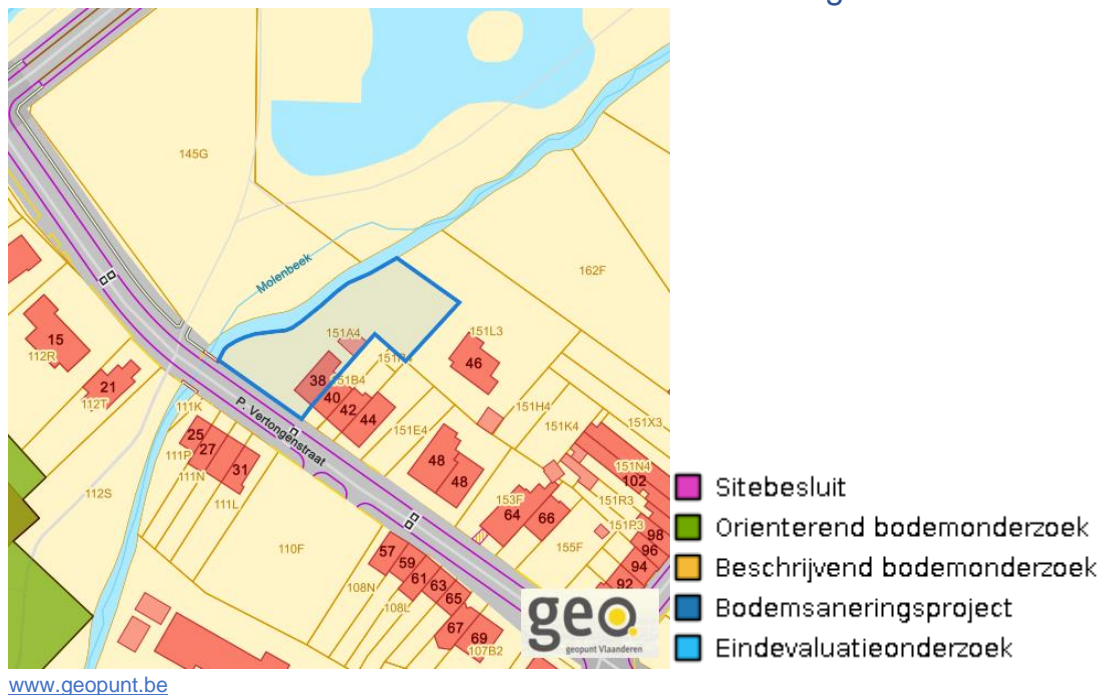 g
145G
Molenbeek
162F
15
112R
21
112T
151A4
151L3
46
38
151B4
40
42
44
111K
P. Vertongenstraat
25
27
31
111P
111N
111L
112S
151E4
151H4
151K4
151X3
48
48
151N4
102
151R3
151P3
153F
64
66
155F
98
96
94
92
110F
57
59
61
63
65
67
69
108N
108L
107B2
geo.
geopunt Vlaanderen
Sitebesluit
Orienterend bodemonderzoek
Beschrijvend bodemonderzoek
Bodemsaneringsproject
Eindevaluatieonderzoek
www.geopunt.be